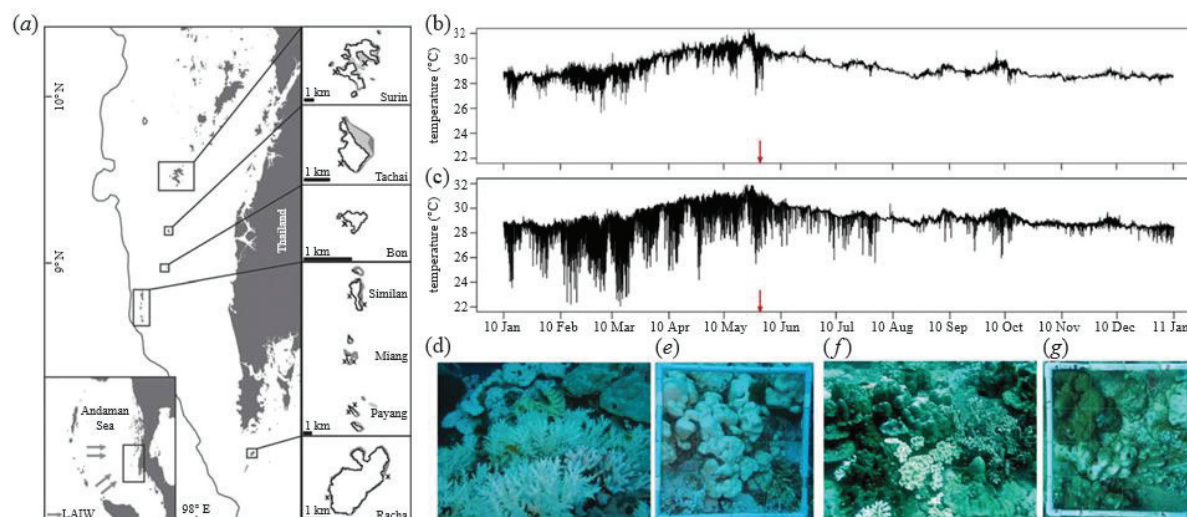 (a)
10° N
9° N
98° E
Thailand
Andaman
Sea
LAIW
1 km
Surin
1 km
Tachai
1 km
Bon
Similan
Miang
Payang
1 km
1 km
Racha
(b)
temperature (°C)
32
30
28
26
24
22
(c)
temperature (°C)
32
30
28
26
24
22
10 Jan 10 Feb 10 Mar 10 Apr 10 May 10 Jun 10 Jul 10 Aug 10 Sep 10 Oct 10 Nov 10 Dec 11 Jan
(d) (e) (f) (g)